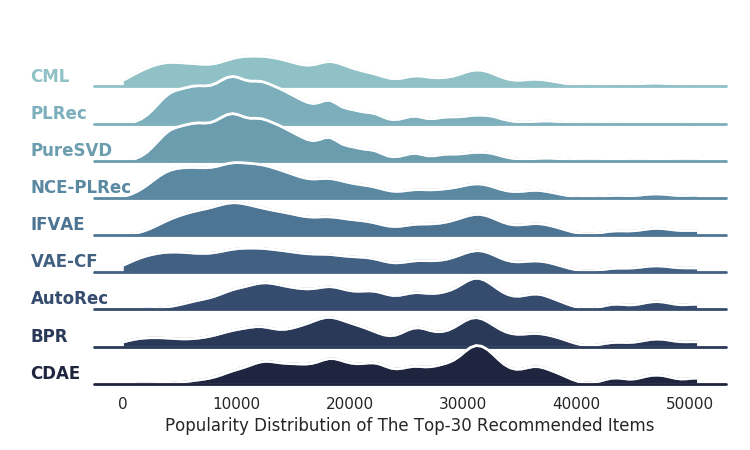 CML
PLRec
PureSVD
NCE-PLRec
IFVAE
VAE-CF
AutoRec
BPR
CDAE
0 10000 20000 30000 40000 50000
Popularity Distribution of The Top-30 Recommended Items